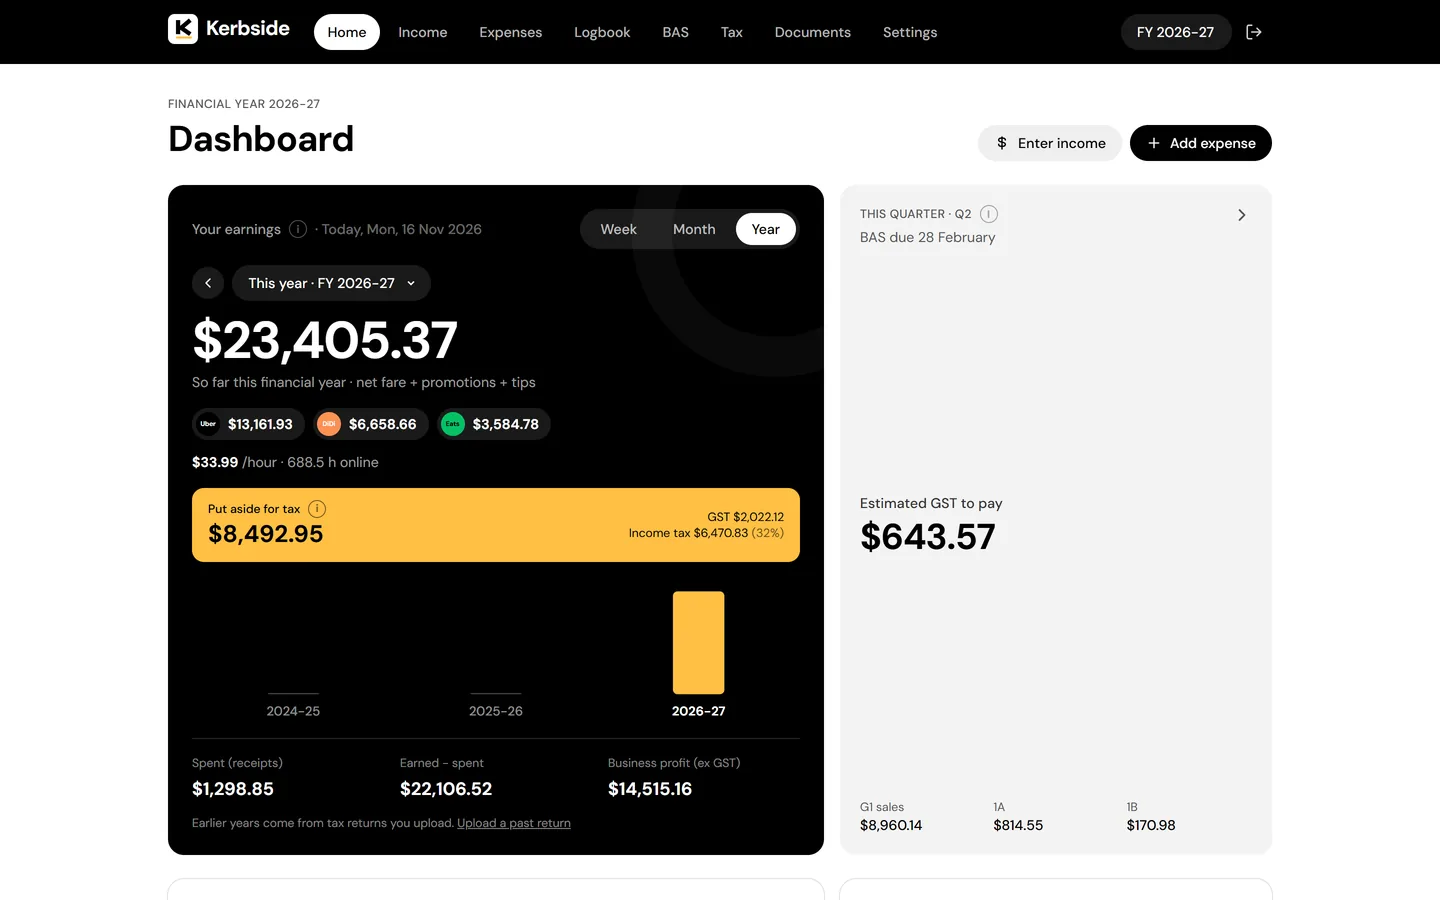 Kerbside
Home Income Expenses Logbook BAS Tax Documents Settings FY 2026-27
FINANCIAL YEAR 2026-27
Dashboard
$ Enter income + Add expense
Your earnings i · Today, Mon, 16 Nov 2026
Week Month Year
This year · FY 2026-27
$23,405.37
So far this financial year · net fare + promotions + tips
Uber $13,161.93 DiDi $6,658.66 Eats $3,584.78
$33.99 /hour · 688.5 h online
Put aside for tax i
$8,492.95
GST $2,022.12
Income tax $6,470.83 (32%)
2024-25 2025-26 2026-27
Spent (receipts) Earned - spent Business profit (ex GST)
$1,298.85 $22,106.52 $14,515.16
Earlier years come from tax returns you upload. Upload a past return
THIS QUARTER · Q2 i
BAS due 28 February
Estimated GST to pay
$643.57
G1 sales 1A 1B
$8,960.14 $814.55 $170.98